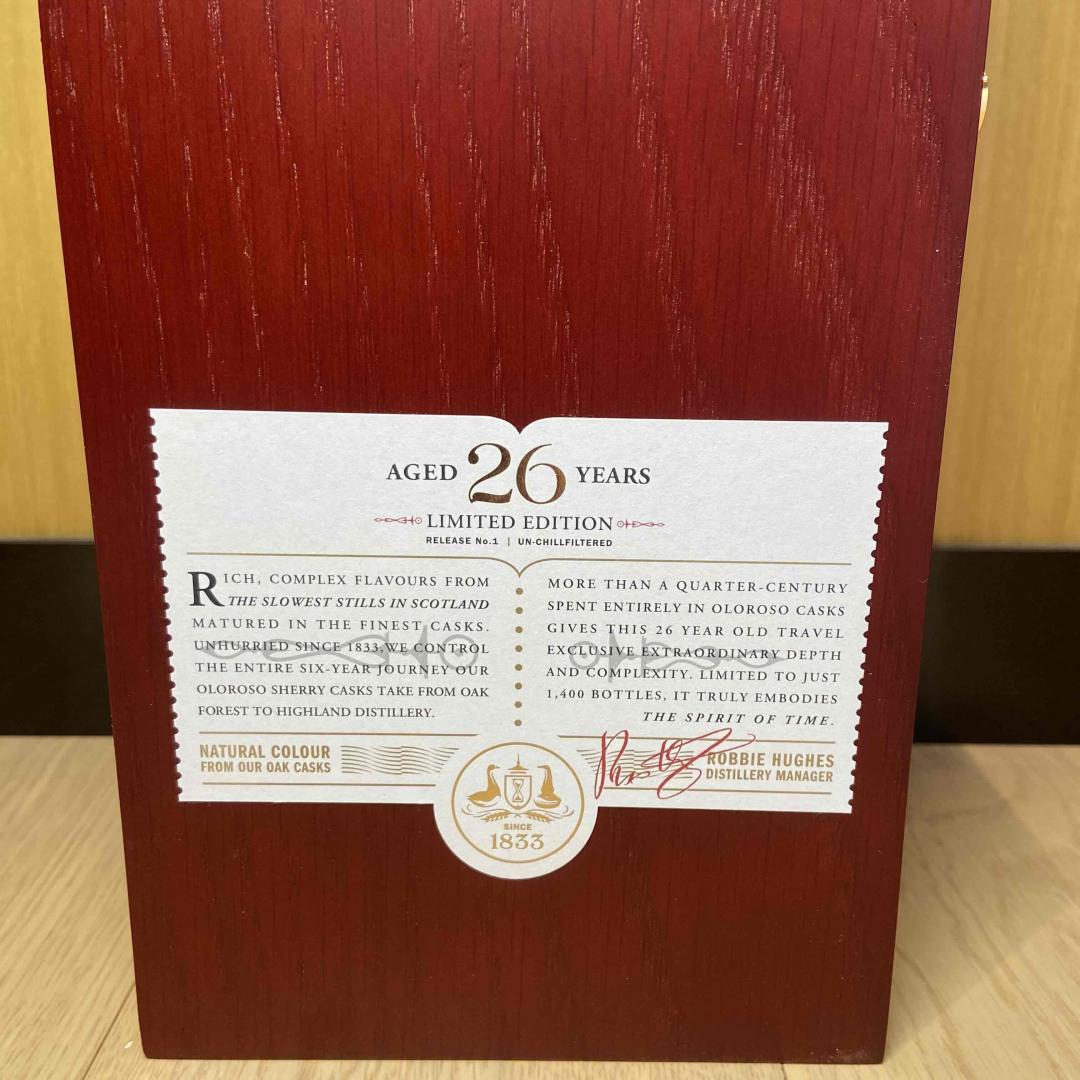 AGED 26 YEARS
LIMITED EDITION
RELEASE No.1 | UN-CHILLFILTERED
RICH, COMPLEX FLAVOURS FROM
THE SLOWEST STILLS IN SCOTLAND
MATURED IN THE FINEST CASKS.
UNHURRIED SINCE 1833,WE CONTROL
THE ENTIRE SIX-YEAR JOURNEY OUR
OLOROSO SHERRY CASKS TAKE FROM OAK
FOREST TO HIGHLAND DISTILLERY.
NATURAL COLOUR
FROM OUR OAK CASKS
MORE THAN A QUARTER-CENTURY
SPENT ENTIRELY IN OLOROSO CASKS
GIVES THIS 26 YEAR OLD TRAVEL
EXCLUSIVE EXTRAORDINARY DEPTH
AND COMPLEXITY. LIMITED TO JUST
1,400 BOTTLES, IT TRULY EMBODIES
THE SPIRIT OF TIME.
ROBBIE HUGHES
DISTILLERY MANAGER
SINCE
1833